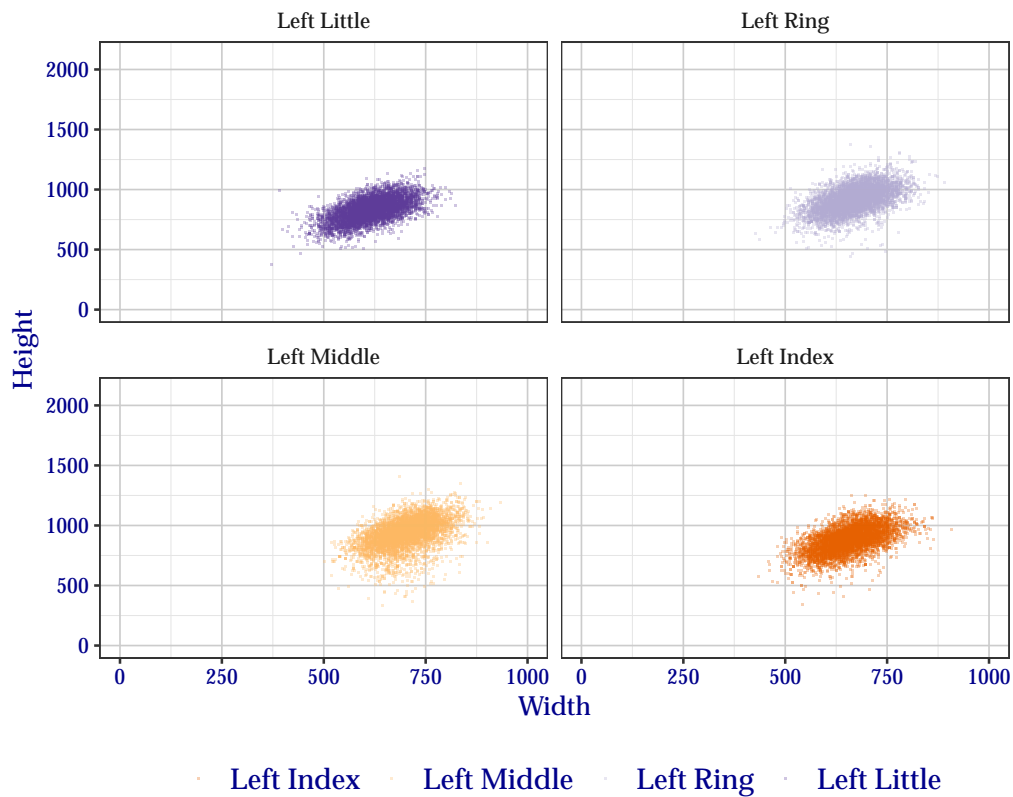 Left Little Left Ring
2000
1500
1000
500
0
Height
Left Middle Left Index
2000
1500
1000
500
0
0 250 500 750 1000 0 250 500 750 1000
Width
Left Index Left Middle Left Ring Left Little